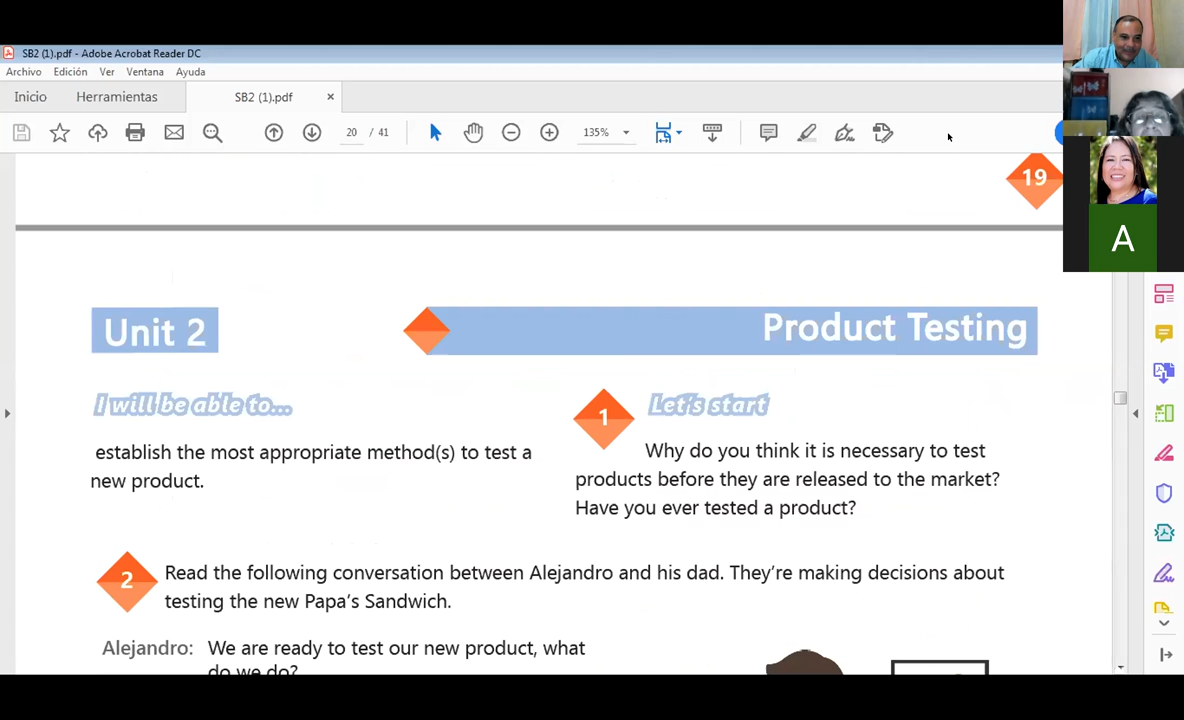 SB2 (1).pdf - Adobe Acrobat Reader DC
Archivo Edición Ver Ventana Ayuda
Inicio Herramientas SB2 (1).pdf ×
20 / 41 135%
19
Unit 2 Product Testing
I will be able to...
establish the most appropriate method(s) to test a
new product.
1 Let's start
Why do you think it is necessary to test
products before they are released to the market?
Have you ever tested a product?
2 Read the following conversation between Alejandro and his dad. They're making decisions about
testing the new Papa's Sandwich.
Alejandro: We are ready to test our new product, what
do we do?
A